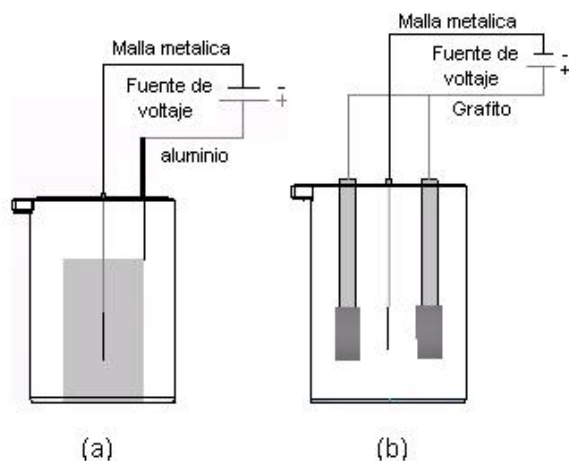 Malla metalica
Fuente de
voltaje
-
+
aluminio
(a)
Malla metalica
Fuente de
voltaje
-
+
Grafito
(b)